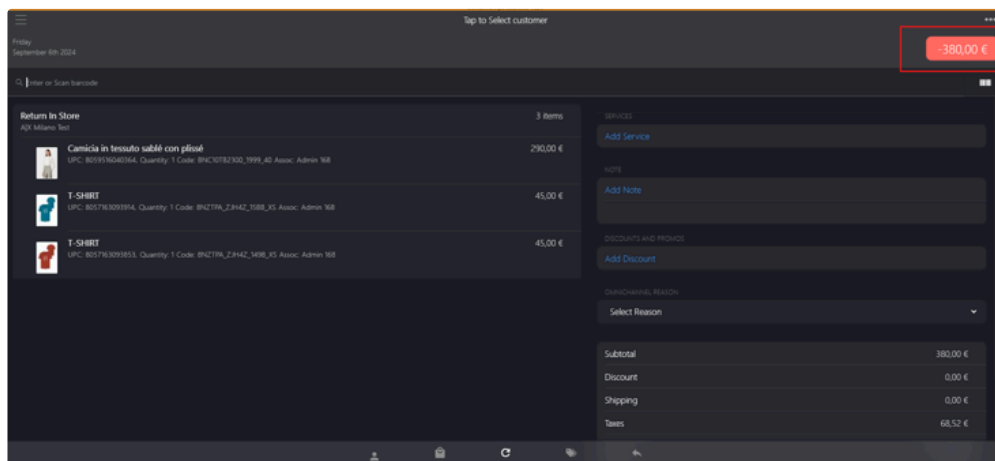 Tap to Select customer
Friday
September 6th 2024
-380,00 €
Enter or Scan barcode
Return In Store
3 items
AJX Milano Test
Camicia in tessuto sablé con plissé
290,00 €
UPC: 8059516040364, Quantity: 1 Code: BNC10T82300_1999_40 Assoc: Admin 168
T-SHIRT
45,00 €
UPC: 8057163093914, Quantity: 1 Code: BNZTPA_ZJH4Z_1588_XS Assoc: Admin 168
T-SHIRT
45,00 €
UPC: 8057163093853, Quantity: 1 Code: BNZTPA_ZJH4Z_1498_XS Assoc: Admin 168
SERVICES
Add Service
NOTE
Add Note
DISCOUNTS AND PROMOS
Add Discount
OMNICHANNEL REASON
Select Reason
Subtotal
380,00 €
Discount
0,00 €
Shipping
0,00 €
Taxes
68,52 €